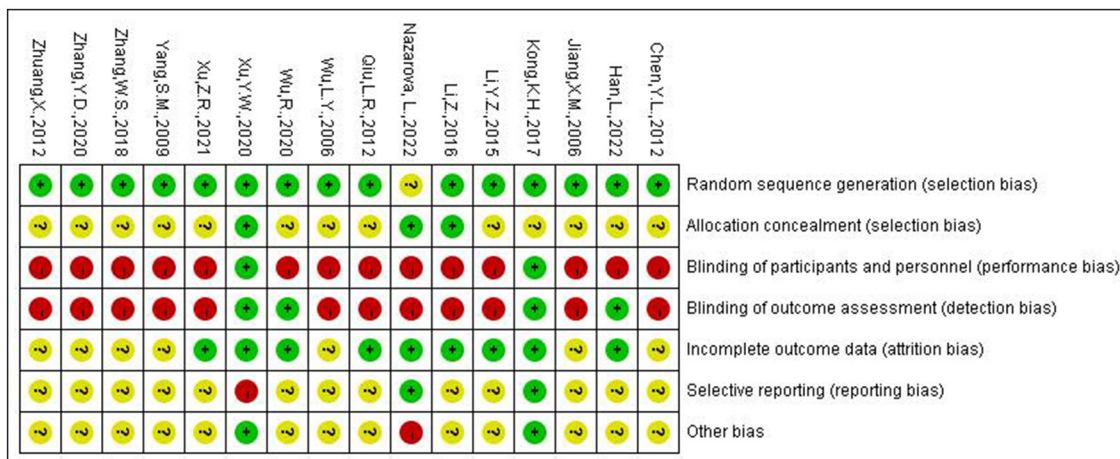 Zhuang,X.,2012
Zhang,Y.D.,2020
Zhang,W.S.,2018
Yang,S.M.,2009
Xu,Z.R.,2021
Xu,Y.W.,2020
Wu,R.,2020
Wu,L.Y.,2006
Qiu,L.R.,2012
Nazarova, L.,2022
Li,Z.,2016
Li,Y.Z.,2015
Kong,K.H.,2017
Jiang,X.M.,2006
Han,L.,2022
Chen,Y.L.,2012
+ + + + + + + + + ? + + + + + + Random sequence generation (selection bias)
? ? ? ? ? + ? ? ? + + ? ? ? ? ? Allocation concealment (selection bias)
- - - - - + - - - - - - + - - - Blinding of participants and personnel (performance bias)
- - - - - + + - - - - - + - + - Blinding of outcome assessment (detection bias)
? ? ? ? + + + ? + + + + + ? + ? Incomplete outcome data (attrition bias)
? ? ? ? ? - ? ? ? + ? ? + ? ? ? Selective reporting (reporting bias)
? ? ? ? ? + ? ? ? - ? ? + ? ? ? Other bias